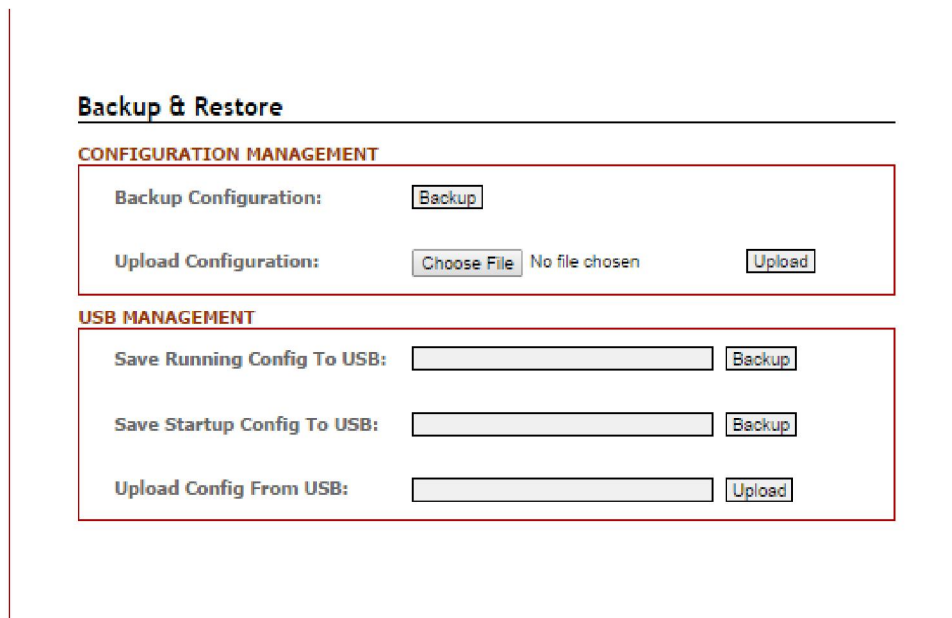 Backup & Restore
CONFIGURATION MANAGEMENT
Backup Configuration: Backup
Upload Configuration: Choose File No file chosen Upload
USB MANAGEMENT
Save Running Config To USB: Backup
Save Startup Config To USB: Backup
Upload Config From USB: Upload